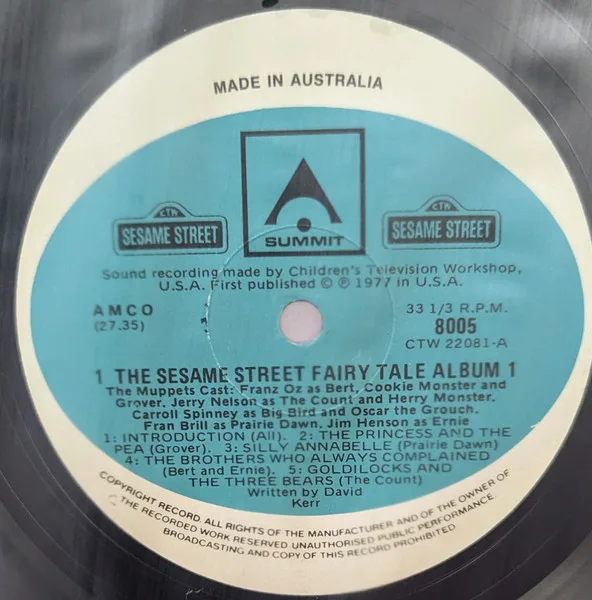 MADE IN AUSTRALIA
SUMMIT
CTW
SESAME STREET
CTW
SESAME STREET
Sound recording made by Children's Television Workshop,
U.S.A. First published © ℗ 1977 in U.S.A.
AMCO
(27.35)
33 1/3 R.P.M.
8005
CTW 22081-A
1 THE SESAME STREET FAIRY TALE ALBUM 1
The Muppets Cast: Franz Oz as Bert, Cookie Monster and
Grover. Jerry Nelson as The Count and Herry Monster.
Carroll Spinney as Big Bird and Oscar the Grouch.
Fran Brill as Prairie Dawn. Jim Henson as Ernie
1: INTRODUCTION (All). 2: THE PRINCESS AND THE
PEA (Grover). 3: SILLY ANNABELLE (Prairie Dawn)
4: THE BROTHERS WHO ALWAYS COMPLAINED
(Bert and Ernie). 5: GOLDILOCKS AND
THE THREE BEARS (The Count)
Written by David
Kerr
COPYRIGHT RECORD. ALL RIGHTS OF THE MANUFACTURER AND OF THE OWNER OF
THE RECORDED WORK RESERVED UNAUTHORISED PUBLIC PERFORMANCE.
BROADCASTING AND COPY OF THIS RECORD PROHIBITED